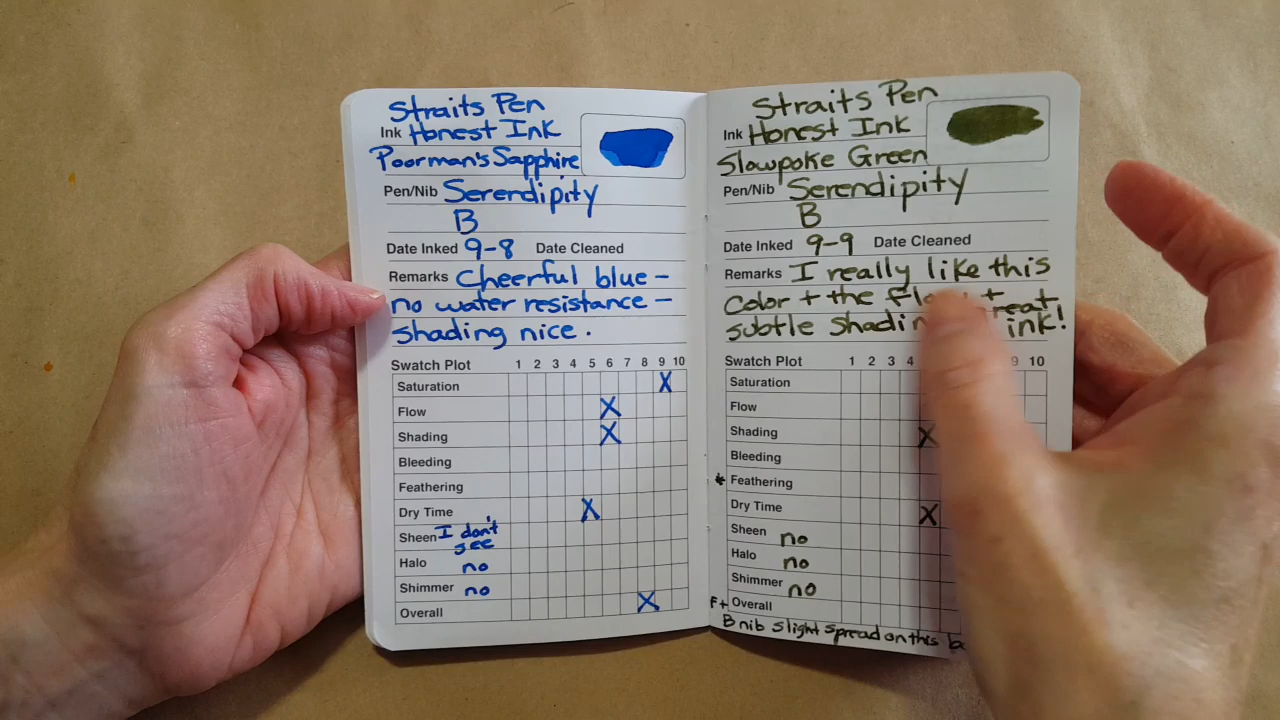 Straits Pen
Ink Honest Ink
Poorman's Sapphire
Pen/Nib Serendipity
B
Date Inked 9-8 Date Cleaned
Remarks Cheerful blue -
no water resistance -
shading nice.
Swatch Plot 1 2 3 4 5 6 7 8 9 10
Saturation X
Flow X
Shading X
Bleeding
Feathering
Dry Time X
Sheen I don't
see
Halo no
Shimmer no
Overall X
Straits Pen
Ink Honest Ink
Slowpoke Green
Pen/Nib Serendipity
B
Date Inked 9-9 Date Cleaned
Remarks I really like this
Color + the +
subtle ink!
Swatch Plot 1 2 3 4 9 10
Saturation
Flow
Shading X
Bleeding
* Feathering
Dry Time X
Sheen no
Halo no
Shimmer no
F+ Overall
B nib slight spread on this